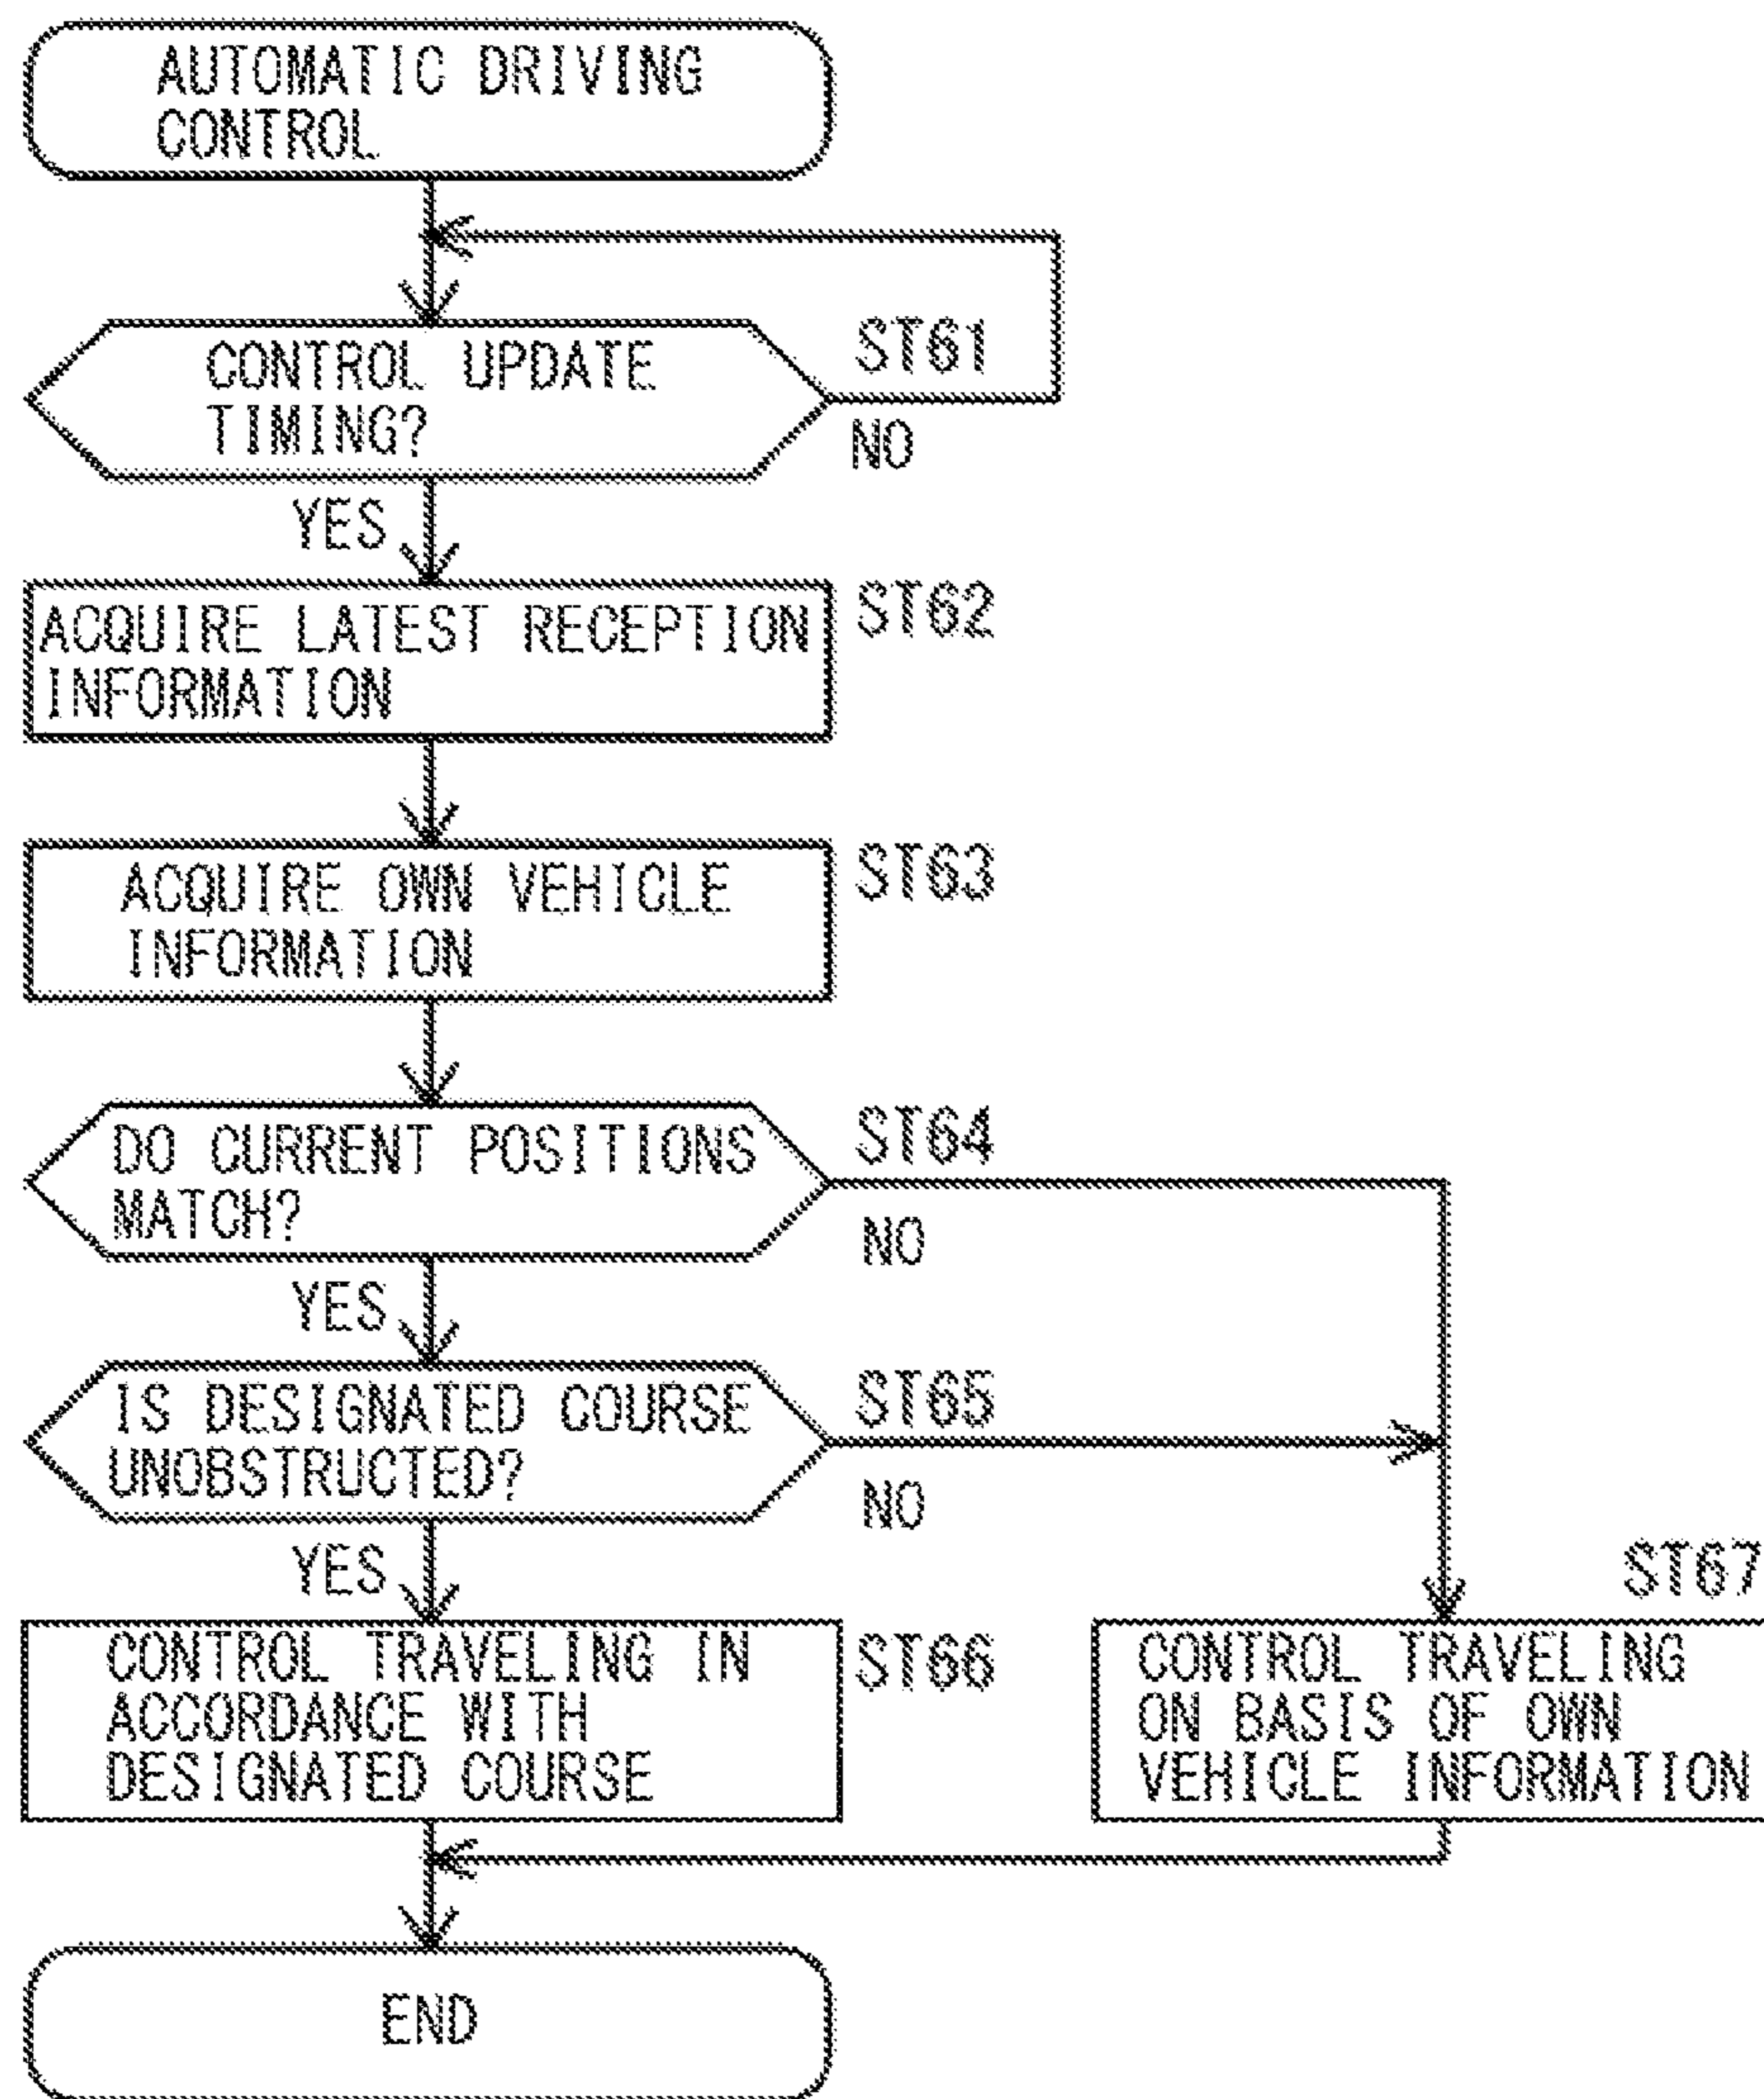 AUTOMATIC DRIVING
CONTROL
CONTROL UPDATE
TIMING?
ST61
NO
YES
ACQUIRE LATEST RECEPTION
INFORMATION
ST62
ACQUIRE OWN VEHICLE
INFORMATION
ST63
DO CURRENT POSITIONS
MATCH?
ST64
NO
YES
IS DESIGNATED COURSE
UNOBSTRUCTED?
ST65
NO
YES
CONTROL TRAVELING IN
ACCORDANCE WITH
DESIGNATED COURSE
ST66
ST67
CONTROL TRAVELING
ON BASIS OF OWN
VEHICLE INFORMATION
END